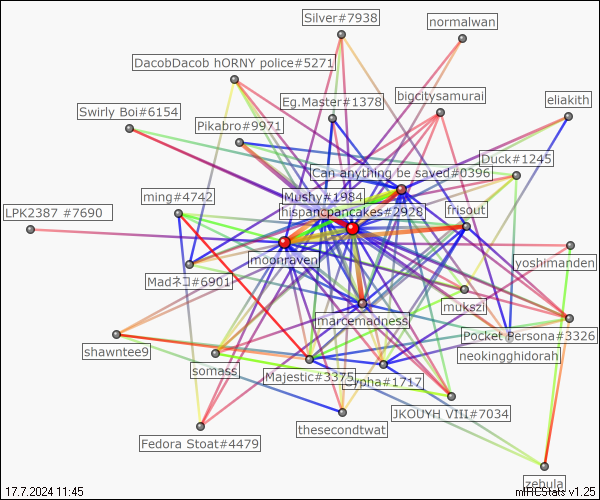 Silver#7938
normalwan
DacobDacob hORNY police#5271
Eg.Master#1378
bigcitysamurai
eliakith
Swirly Boi#6154
Pikabro#9971
Duck#1245
Can anything be saved#0396
ming#4742
Mushy#1984
LPK2387 #7690
hispancpancakes#2928
frisout
moonraven
yoshimanden
Madネコ#6901
mukszi
marcemadness
Pocket Persona#3326
shawntee9
neokingghidorah
somass
Majestic#3375
Cypha#1717
JKOUYH VIII#7034
thesecondtwat
Fedora Stoat#4479
zebula
17.7.2024 11:45
mIRCStats v1.25